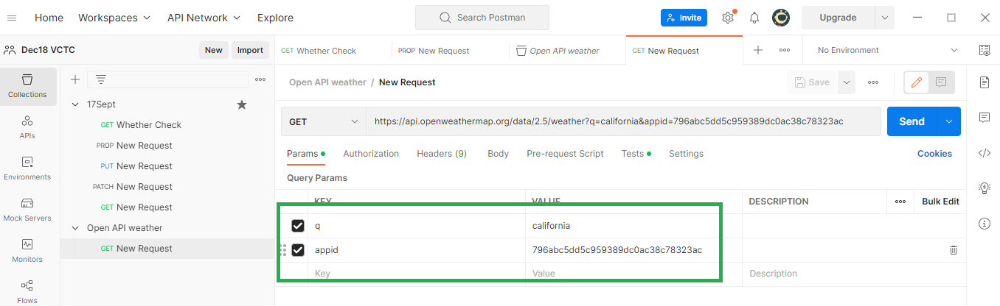 Home Workspaces API Network Explore Search Postman Invite Upgrade
Dec18 VCTC New Import
GET Whether Check PROP New Request Open API weather GET New Request No Environment
Collections
APIs
Environments
Mock Servers
Monitors
Flows
17Sept
GET Whether Check
PROP New Request
PUT New Request
PATCH New Request
GET New Request
Open API weather
GET New Request
Open API weather / New Request Save
GET https://api.openweathermap.org/data/2.5/weather?q=california&appid=796abc5dd5c959389dc0ac38c78323ac Send
Params Authorization Headers (9) Body Pre-request Script Tests Settings Cookies
Query Params
KEY VALUE DESCRIPTION Bulk Edit
q california
appid 796abc5dd5c959389dc0ac38c78323ac
Key Value Description